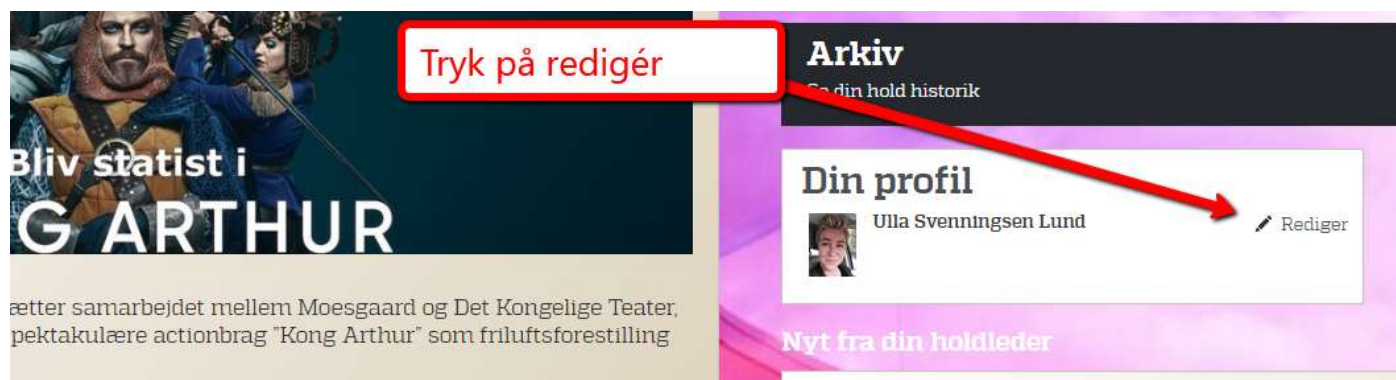 Bliv statist i
G ARTHUR
ætter samarbejdet mellem Moesgaard og Det Kongelige Teater,
pektakulære actionbrag "Kong Arthur" som friluftsforestilling
Tryk på redigér
Arkiv
din hold historik
Din profil
Ulla Svenningsen Lund
Rediger
Nyt fra din holdleder